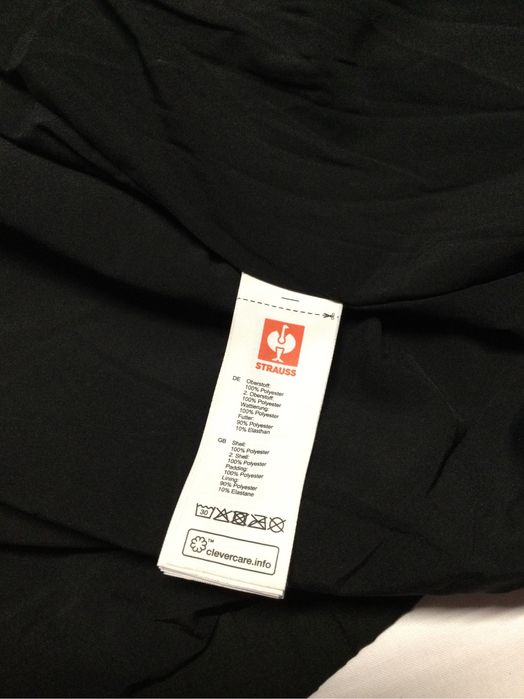 STRAUSS
DE Oberstoff:
100% Polyester
2. Oberstoff:
100% Polyester
Wattierung:
100% Polyester
Futter:
90% Polyester
10% Elasthan
GB Shell:
100% Polyester
2. Shell:
100% Polyester
Padding:
100% Polyester
Lining:
90% Polyester
10% Elastane
30
™ clevercare.info